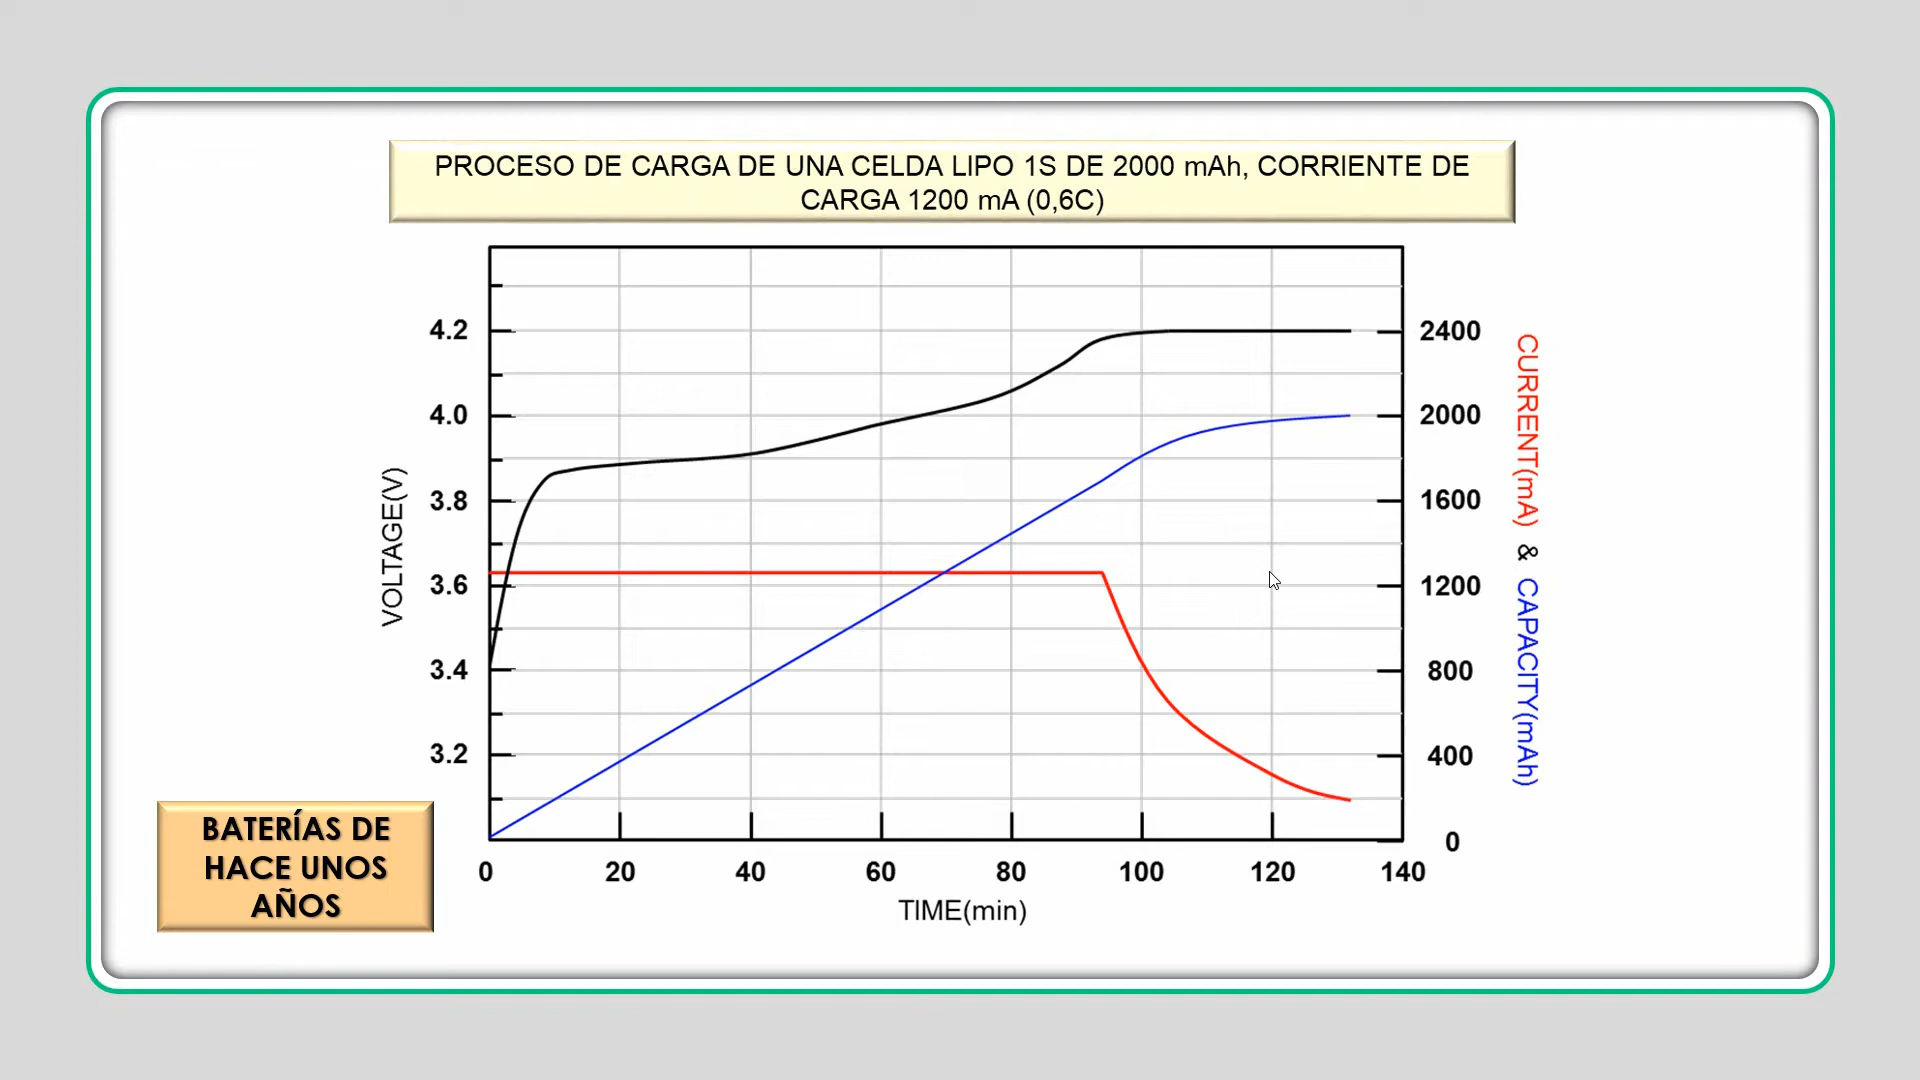 PROCESO DE CARGA DE UNA CELDA LIPO 1S DE 2000 mAh, CORRIENTE DE
CARGA 1200 mA (0,6C)
VOLTAGE(V)
4.2
4.0
3.8
3.6
3.4
3.2
2400
2000
1600
1200
800
400
0
CURRENT(mA) & CAPACITY(mAh)
0 20 40 60 80 100 120 140
TIME(min)
BATERÍAS DE
HACE UNOS
AÑOS